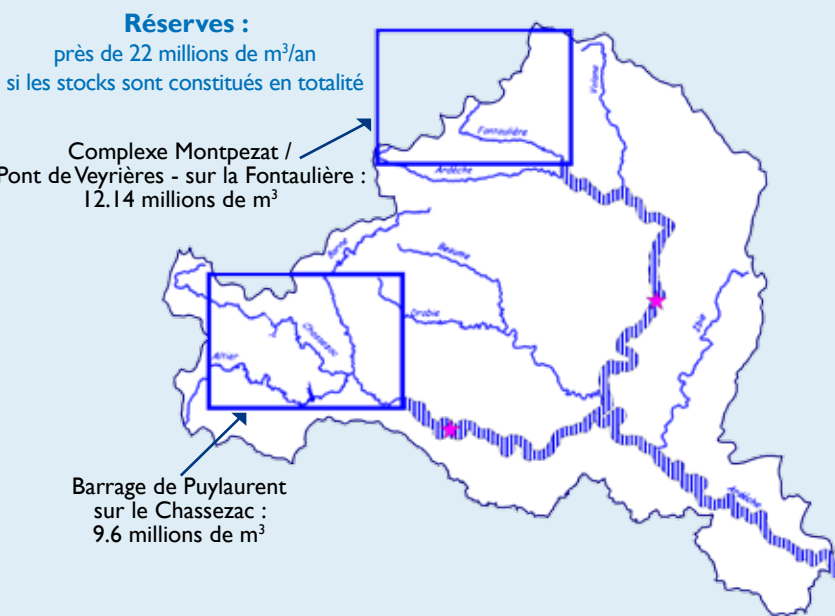 Réserves :
près de 22 millions de m³/an
si les stocks sont constitués en totalité
Complexe Montpezat /
Pont de Veyrières - sur la Fontaulière :
12.14 millions de m³
Volane
Fontaulière
Ardèche
Borne
Beaume
Drobie
Chassezac
Altier
Ibie
Ardèche
Barrage de Puylaurent
sur le Chassezac :
9.6 millions de m³